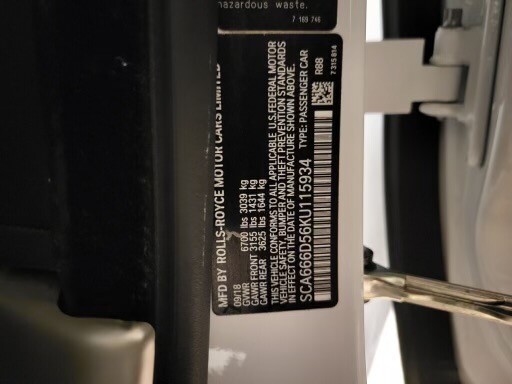 hazardous waste.
7 169 746
MFD BY ROLLS-ROYCE MOTOR CARS LIMITED
09/18
GVWR 6700 lbs 3039 kg
GAWR FRONT 3155 lbs 1431 kg
GAWR REAR 3625 lbs 1644 kg
THIS VEHICLE CONFORMS TO ALL APPLICABLE U.S.FEDERAL MOTOR
VEHICLE SAFETY, BUMPER AND THEFT PREVENTION STANDARDS
IN EFFECT ON THE DATE OF MANUFACTURE SHOWN ABOVE.
SCA666D56KU115934 TYPE: PASSENGER CAR
R88
7 315 814